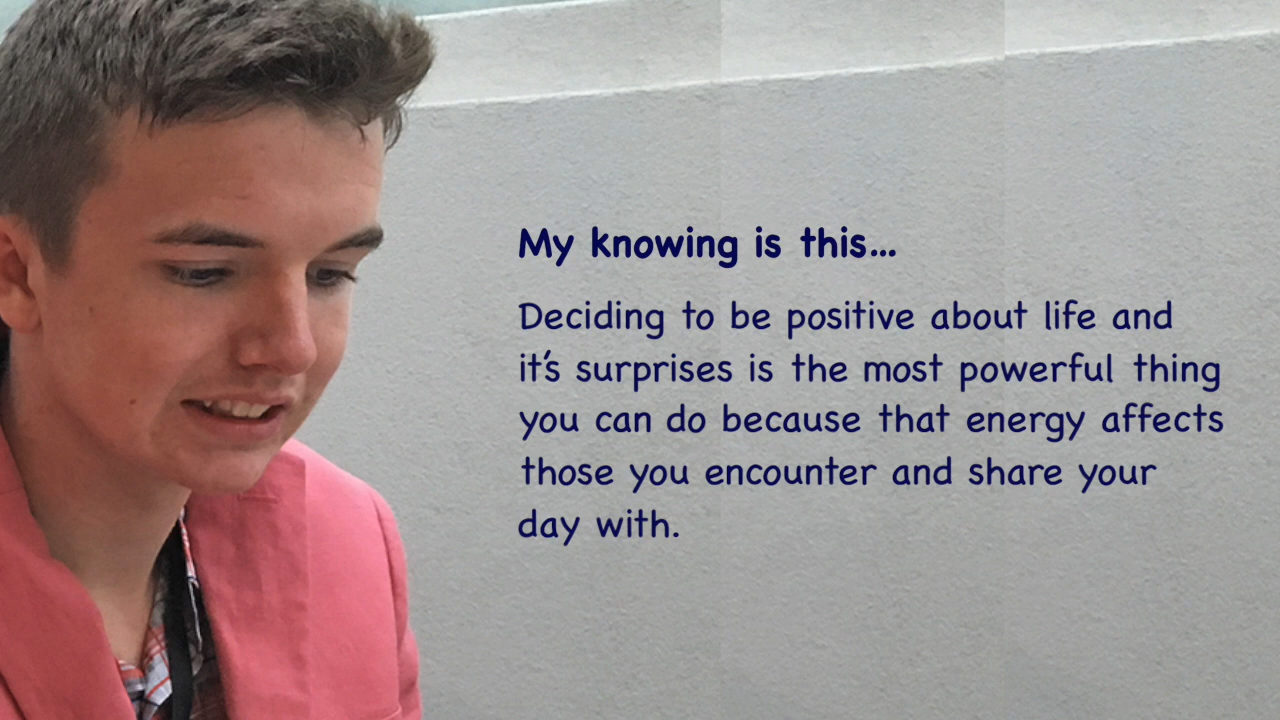 My knowing is this...
Deciding to be positive about life and
it's surprises is the most powerful thing
you can do because that energy affects
those you encounter and share your
day with.